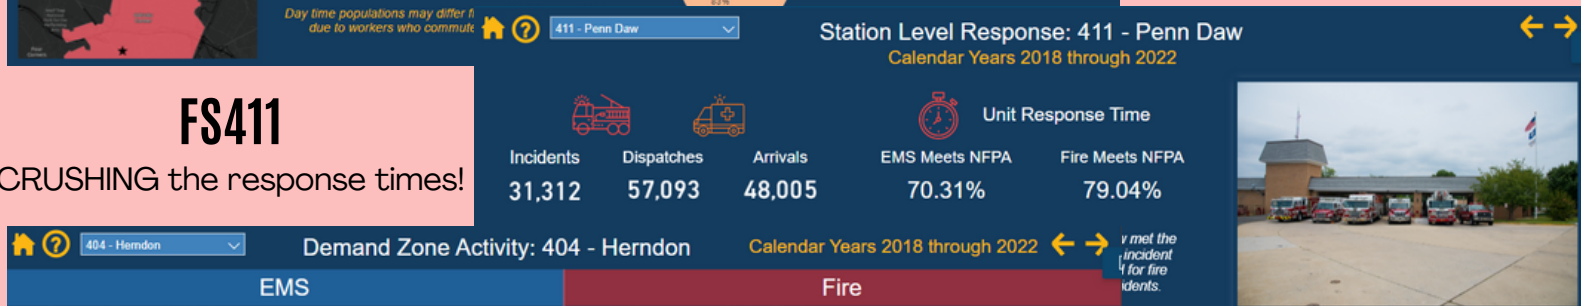 83%
Day time populations may differ f
due to workers who commute
411 - Penn Daw
Station Level Response: 411 - Penn Daw
Calendar Years 2018 through 2022
FS411
CRUSHING the response times!
Unit Response Time
Incidents Dispatches Arrivals EMS Meets NFPA Fire Meets NFPA
31,312 57,093 48,005 70.31% 79.04%
404 - Herndon
Demand Zone Activity: 404 - Herndon
Calendar Years 2018 through 2022
met the
incident
for fire
idents.
EMS Fire